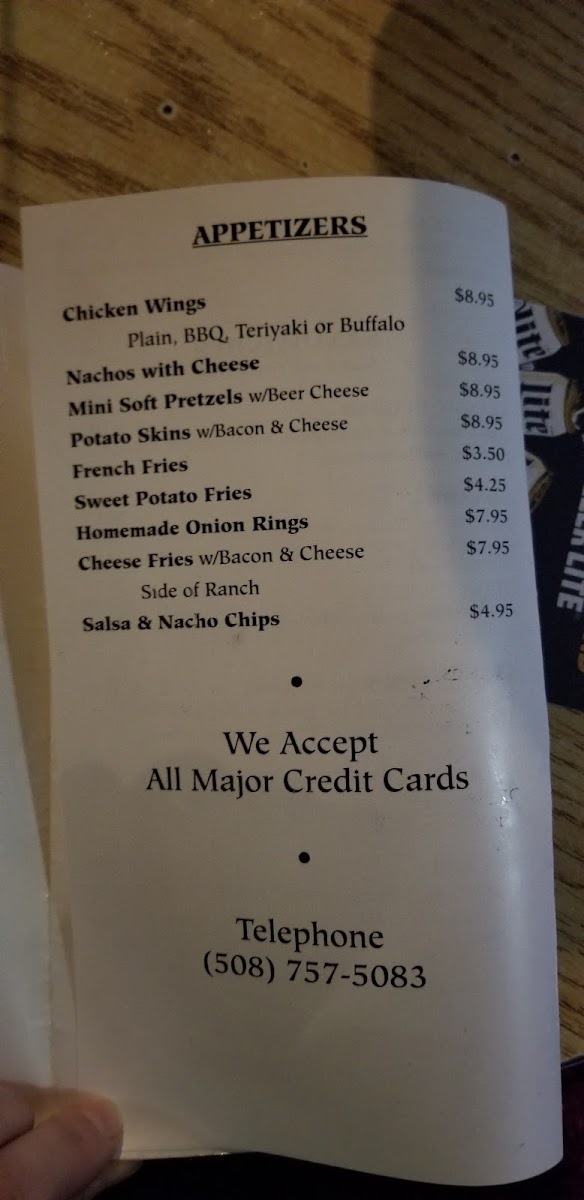 APPETIZERS
Chicken Wings $8.95
Plain, BBQ, Teriyaki or Buffalo
Nachos with Cheese $8.95
Mini Soft Pretzels w/Beer Cheese $8.95
Potato Skins w/Bacon & Cheese $8.95
French Fries $3.50
Sweet Potato Fries $4.25
Homemade Onion Rings $7.95
Cheese Fries w/Bacon & Cheese $7.95
Side of Ranch
Salsa & Nacho Chips $4.95
•
We Accept
All Major Credit Cards
•
Telephone
(508) 757-5083
lite
LITE